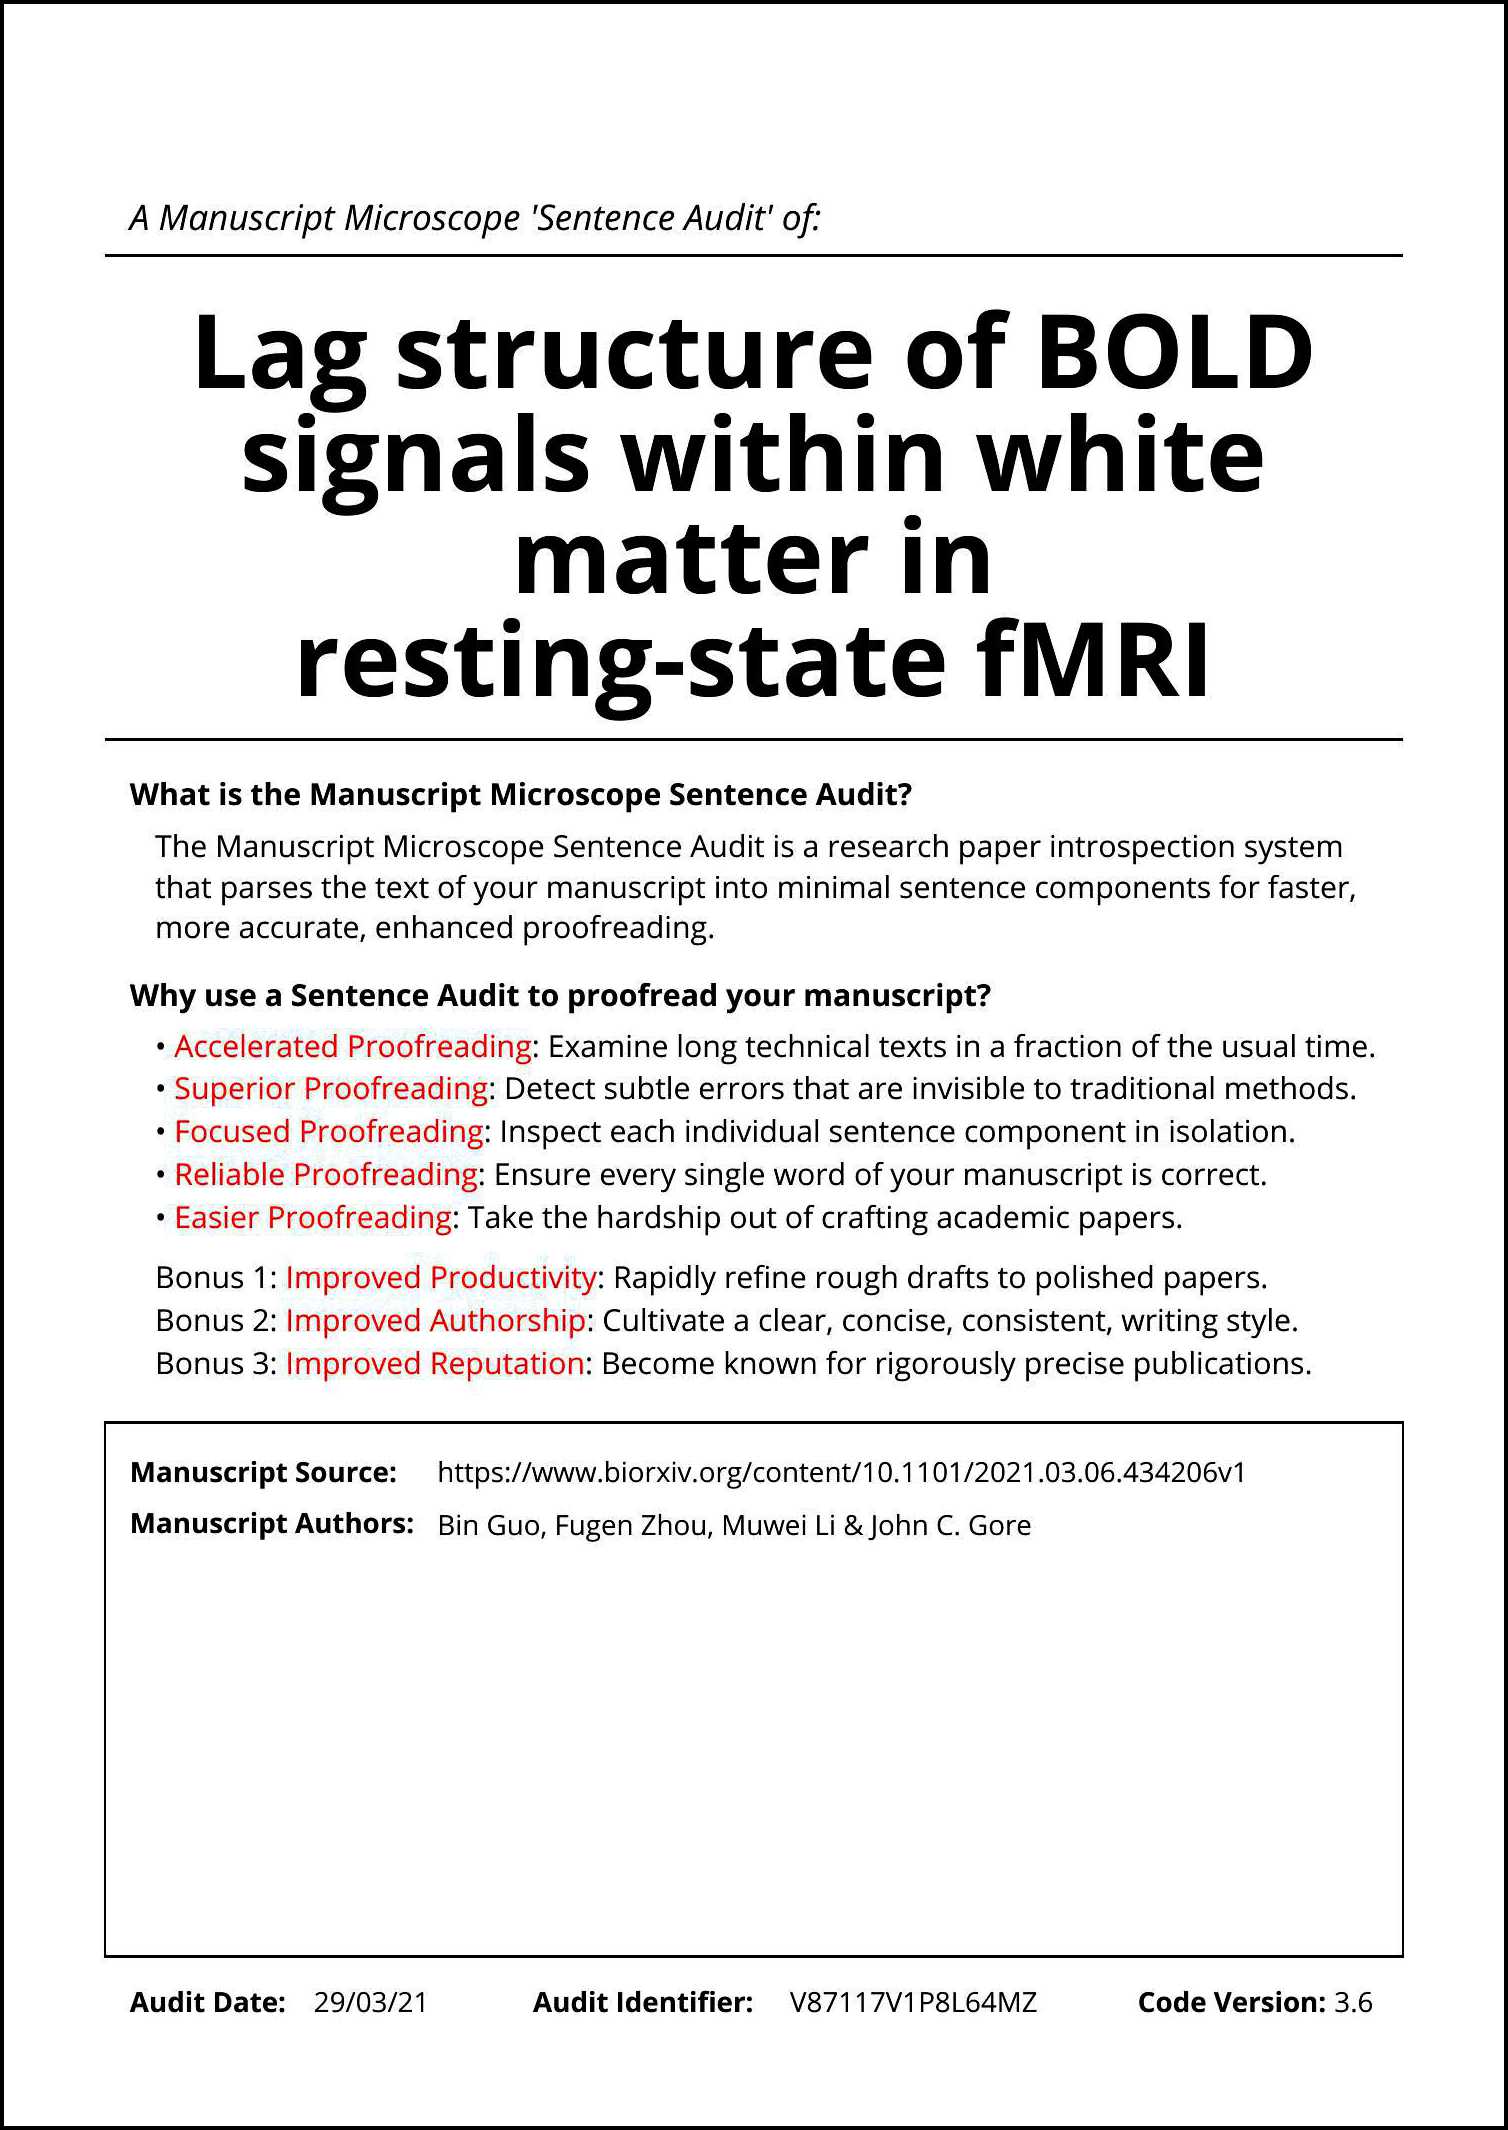 A Manuscript Microscope 'Sentence Audit' of:
Lag structure of BOLD
signals within white
matter in
resting-state fMRI
What is the Manuscript Microscope Sentence Audit?
The Manuscript Microscope Sentence Audit is a research paper introspection system
that parses the text of your manuscript into minimal sentence components for faster,
more accurate, enhanced proofreading.
Why use a Sentence Audit to proofread your manuscript?
• Accelerated Proofreading: Examine long technical texts in a fraction of the usual time.
• Superior Proofreading: Detect subtle errors that are invisible to traditional methods.
• Focused Proofreading: Inspect each individual sentence component in isolation.
• Reliable Proofreading: Ensure every single word of your manuscript is correct.
• Easier Proofreading: Take the hardship out of crafting academic papers.
Bonus 1: Improved Productivity: Rapidly refine rough drafts to polished papers.
Bonus 2: Improved Authorship: Cultivate a clear, concise, consistent, writing style.
Bonus 3: Improved Reputation: Become known for rigorously precise publications.
Manuscript Source: https://www.biorxiv.org/content/10.1101/2021.03.06.434206v1
Manuscript Authors: Bin Guo, Fugen Zhou, Muwei Li & John C. Gore
Audit Date: 29/03/21 Audit Identifier: V87117V1P8L64MZ Code Version: 3.6